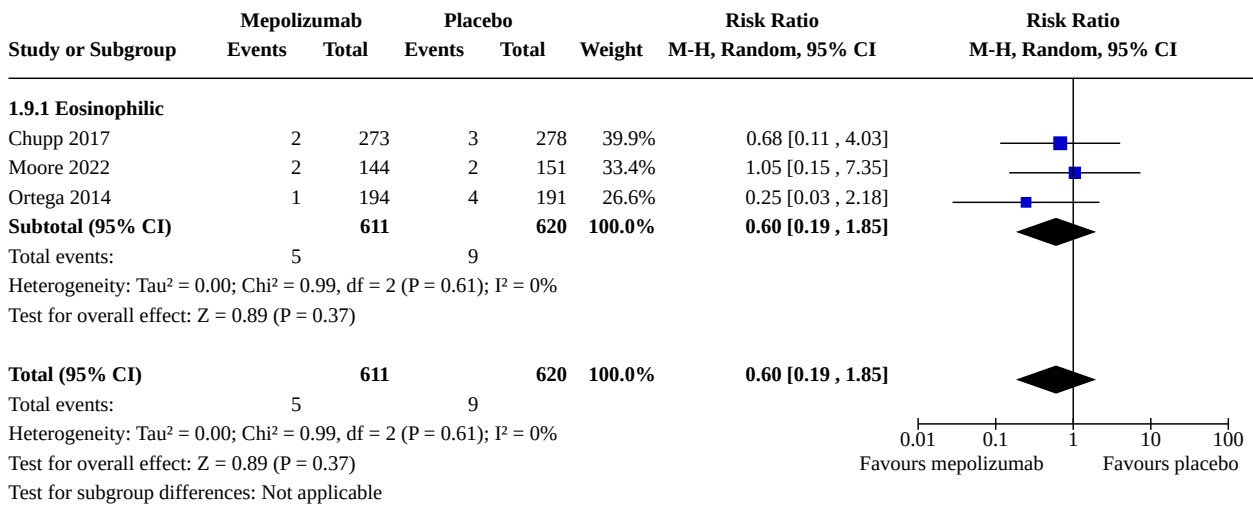 Mepolizumab Placebo Risk Ratio Risk Ratio
Study or Subgroup Events Total Events Total Weight M-H, Random, 95% CI M-H, Random, 95% CI
1.9.1 Eosinophilic
Chupp 2017 2 273 3 278 39.9% 0.68 [0.11 , 4.03]
Moore 2022 2 144 2 151 33.4% 1.05 [0.15 , 7.35]
Ortega 2014 1 194 4 191 26.6% 0.25 [0.03 , 2.18]
Subtotal (95% CI) 611 620 100.0% 0.60 [0.19 , 1.85]
Total events: 5 9
Heterogeneity: Tau² = 0.00; Chi² = 0.99, df = 2 (P = 0.61); I² = 0%
Test for overall effect: Z = 0.89 (P = 0.37)
Total (95% CI) 611 620 100.0% 0.60 [0.19 , 1.85]
Total events: 5 9
Heterogeneity: Tau² = 0.00; Chi² = 0.99, df = 2 (P = 0.61); I² = 0% 0.01 0.1 1 10 100
Test for overall effect: Z = 0.89 (P = 0.37) Favours mepolizumab Favours placebo
Test for subgroup differences: Not applicable